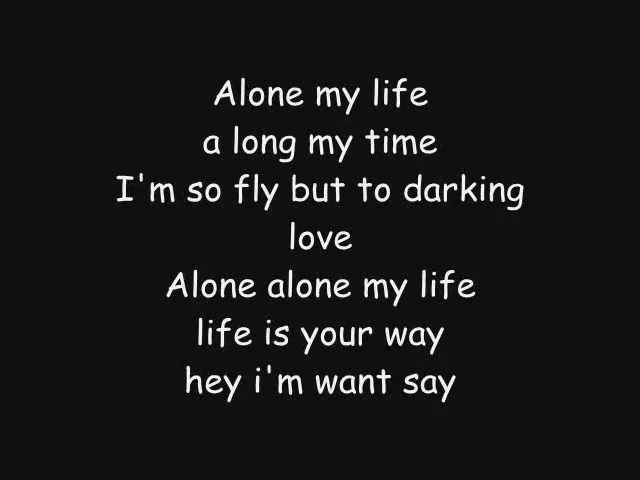 Alone my life
a long my time
I'm so fly but to darking
love
Alone alone my life
life is your way
hey i'm want say